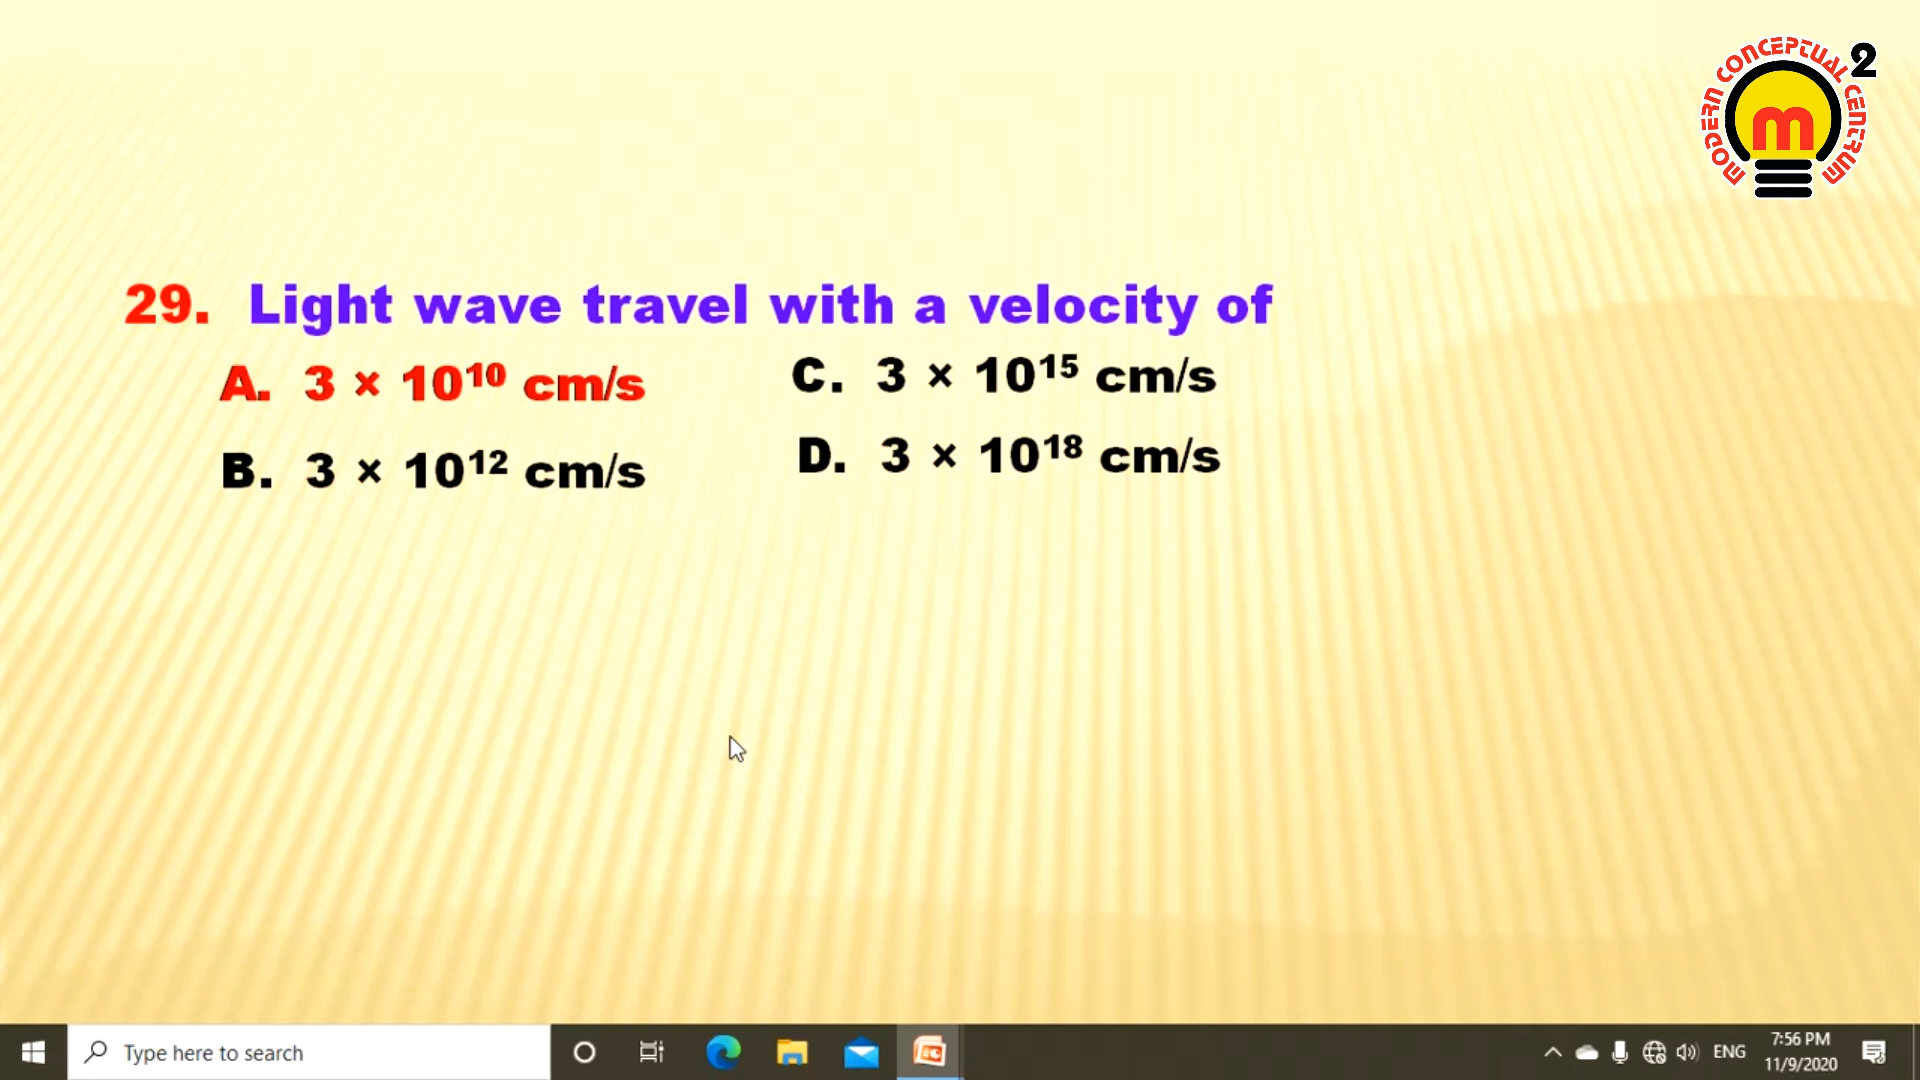 MODERN CONCEPTUAL CENTRUM
2
m
29. Light wave travel with a velocity of
A. 3 × 10¹⁰ cm/s
C. 3 × 10¹⁵ cm/s
B. 3 × 10¹² cm/s
D. 3 × 10¹⁸ cm/s
Type here to search
ENG
7:56 PM
11/9/2020